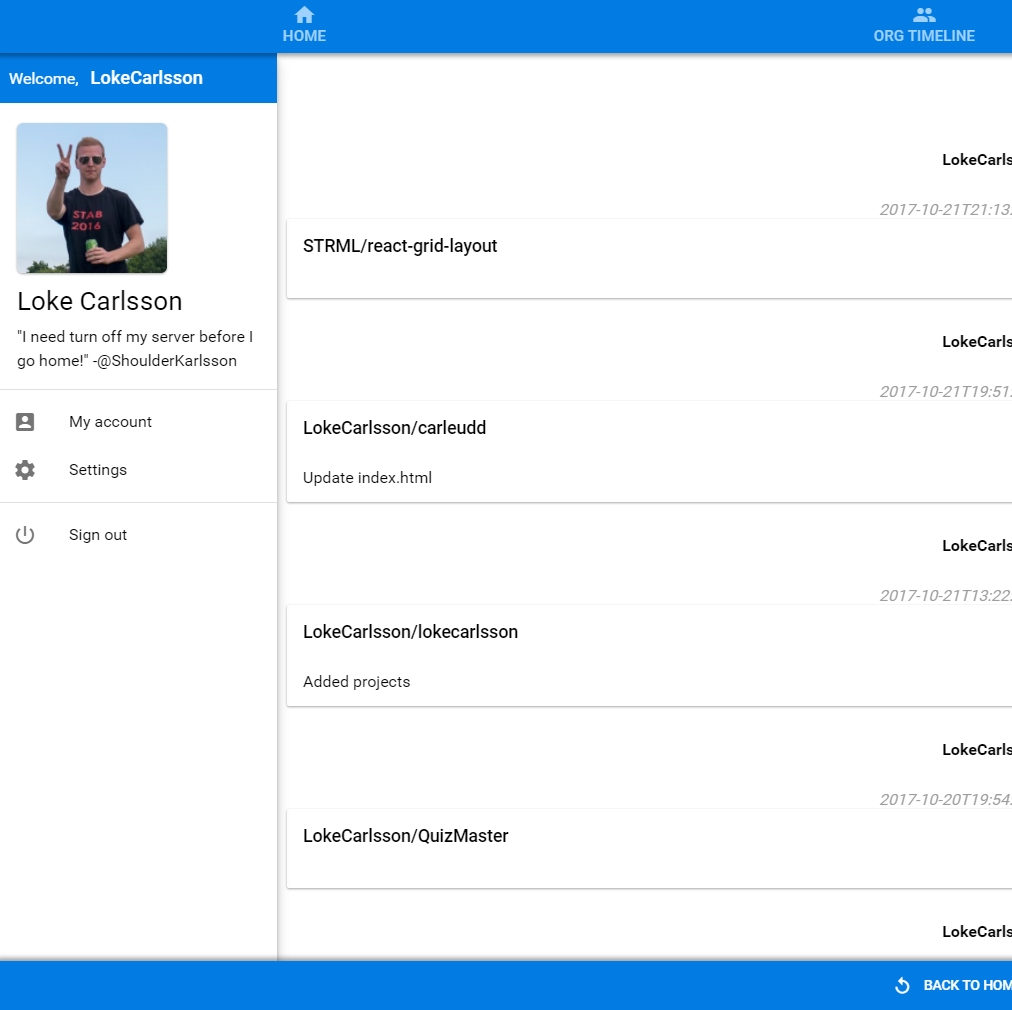 HOME
ORG TIMELINE
Welcome, LokeCarlsson
STAB
2016
Loke Carlsson
"I need turn off my server before I
go home!" -@ShoulderKarlsson
My account
Settings
Sign out
LokeCarls
2017-10-21T21:13:
STRML/react-grid-layout
LokeCarls
2017-10-21T19:51:
LokeCarlsson/carleudd
Update index.html
LokeCarls
2017-10-21T13:22:
LokeCarlsson/lokecarlsson
Added projects
LokeCarls
2017-10-20T19:54:
LokeCarlsson/QuizMaster
LokeCarls
BACK TO HOM